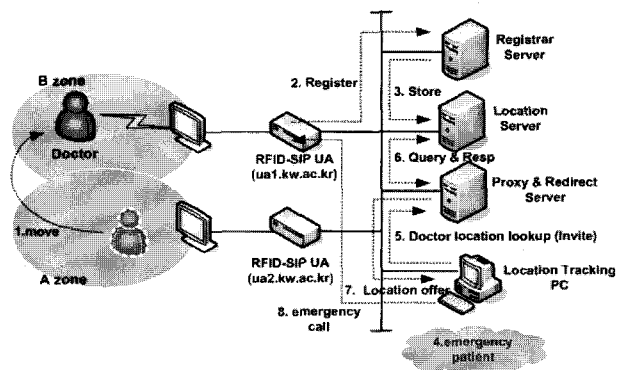 B zone
Doctor
1.move
A zone
2. Register
RFID-SIP UA
(ua1.kw.ac.kr)
RFID-SIP UA
(ua2.kw.ac.kr)
8. emergency
call
Registrar
Server
3. Store
Location
Server
6. Query & Resp
Proxy & Redirect
Server
5. Doctor location lookup (Invite)
7. Location offer
Location Tracking
PC
4.emergency
patient